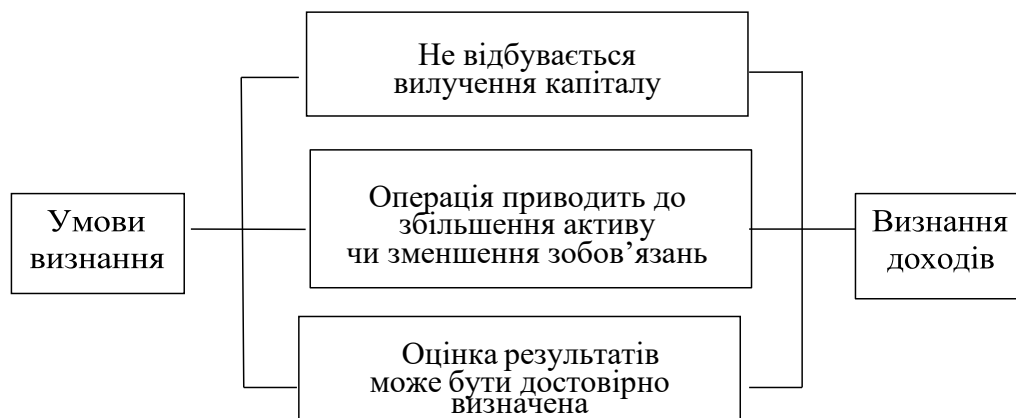 Не відбувається
вилучення капіталу
Умови
визнання
Операція приводить до
збільшення активу
чи зменшення зобов’язань
Визнання
доходів
Оцінка результатів
може бути достовірно
визначена